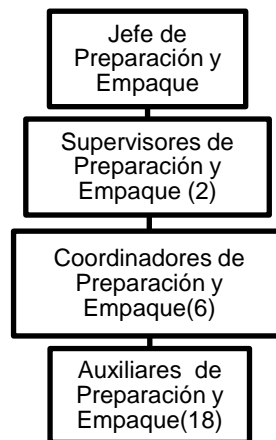 Jefe de
Preparación y
Empaque
Supervisores de
Preparación y
Empaque (2)
Coordinadores de
Preparación y
Empaque(6)
Auxiliares de
Preparación y
Empaque(18)